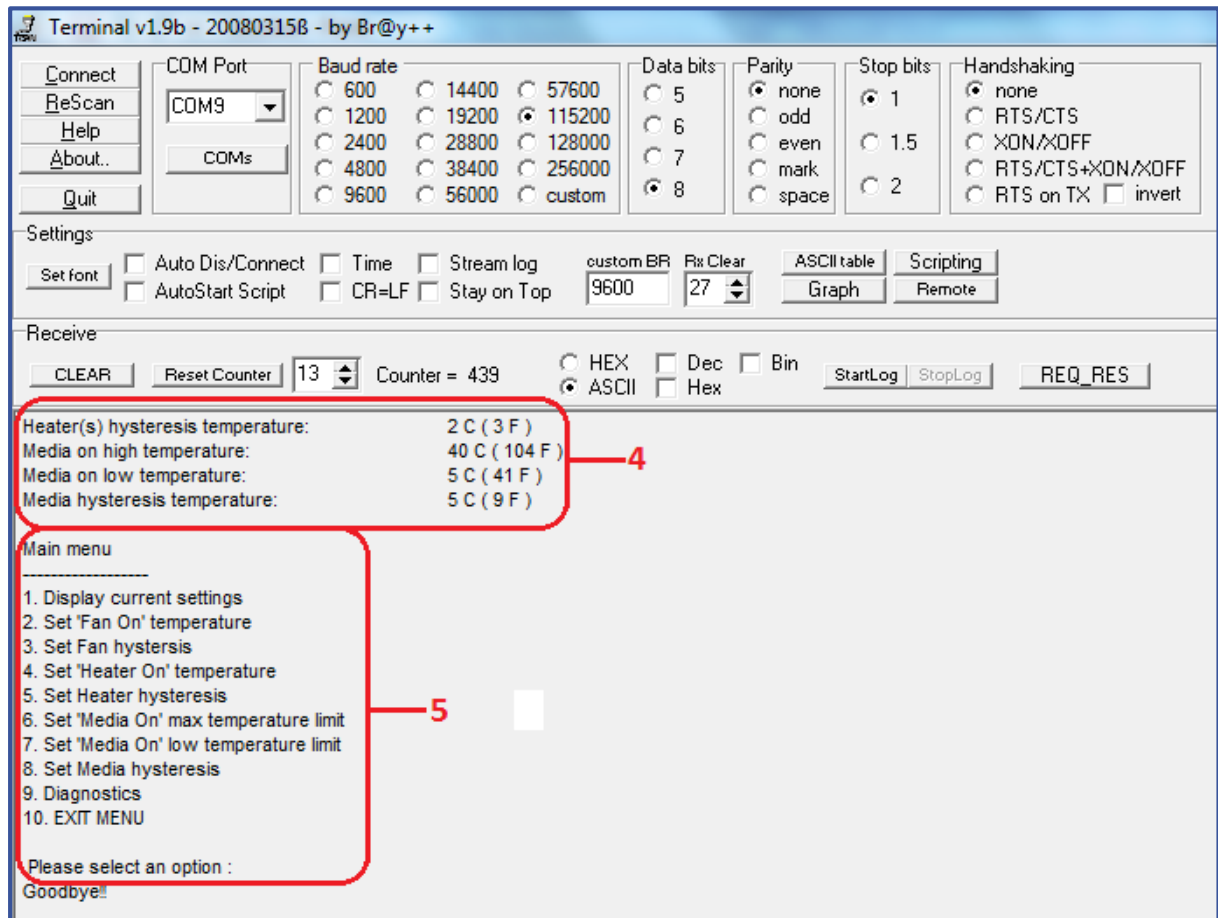 Terminal v1.9b - 20080315ß - by Br@y++
Connect
ReScan
Help
About..
Quit
COM Port
COM9
COMs
Baud rate
600 14400 57600
1200 19200 115200
2400 28800 128000
4800 38400 256000
9600 56000 custom
Data bits
5
6
7
8
Parity
none
odd
even
mark
space
Stop bits
1
1.5
2
Handshaking
none
RTS/CTS
XON/XOFF
RTS/CTS+XON/XOFF
RTS on TX invert
Settings
Set font
Auto Dis/Connect Time Stream log
AutoStart Script CR=LF Stay on Top
custom BR Rx Clear
9600 27
ASCII table Scripting
Graph Remote
Receive
CLEAR Reset Counter 13 Counter = 439
HEX Dec Bin
ASCII Hex
StartLog StopLog REQ_RES
Heater(s) hysteresis temperature: 2 C ( 3 F )
Media on high temperature: 40 C ( 104 F )
Media on low temperature: 5 C ( 41 F )
Media hysteresis temperature: 5 C ( 9 F )
4
Main menu
------------------
1. Display current settings
2. Set 'Fan On' temperature
3. Set Fan hystersis
4. Set 'Heater On' temperature
5. Set Heater hysteresis
6. Set 'Media On' max temperature limit
7. Set 'Media On' low temperature limit
8. Set Media hysteresis
9. Diagnostics
10. EXIT MENU
5
Please select an option :
Goodbye!!